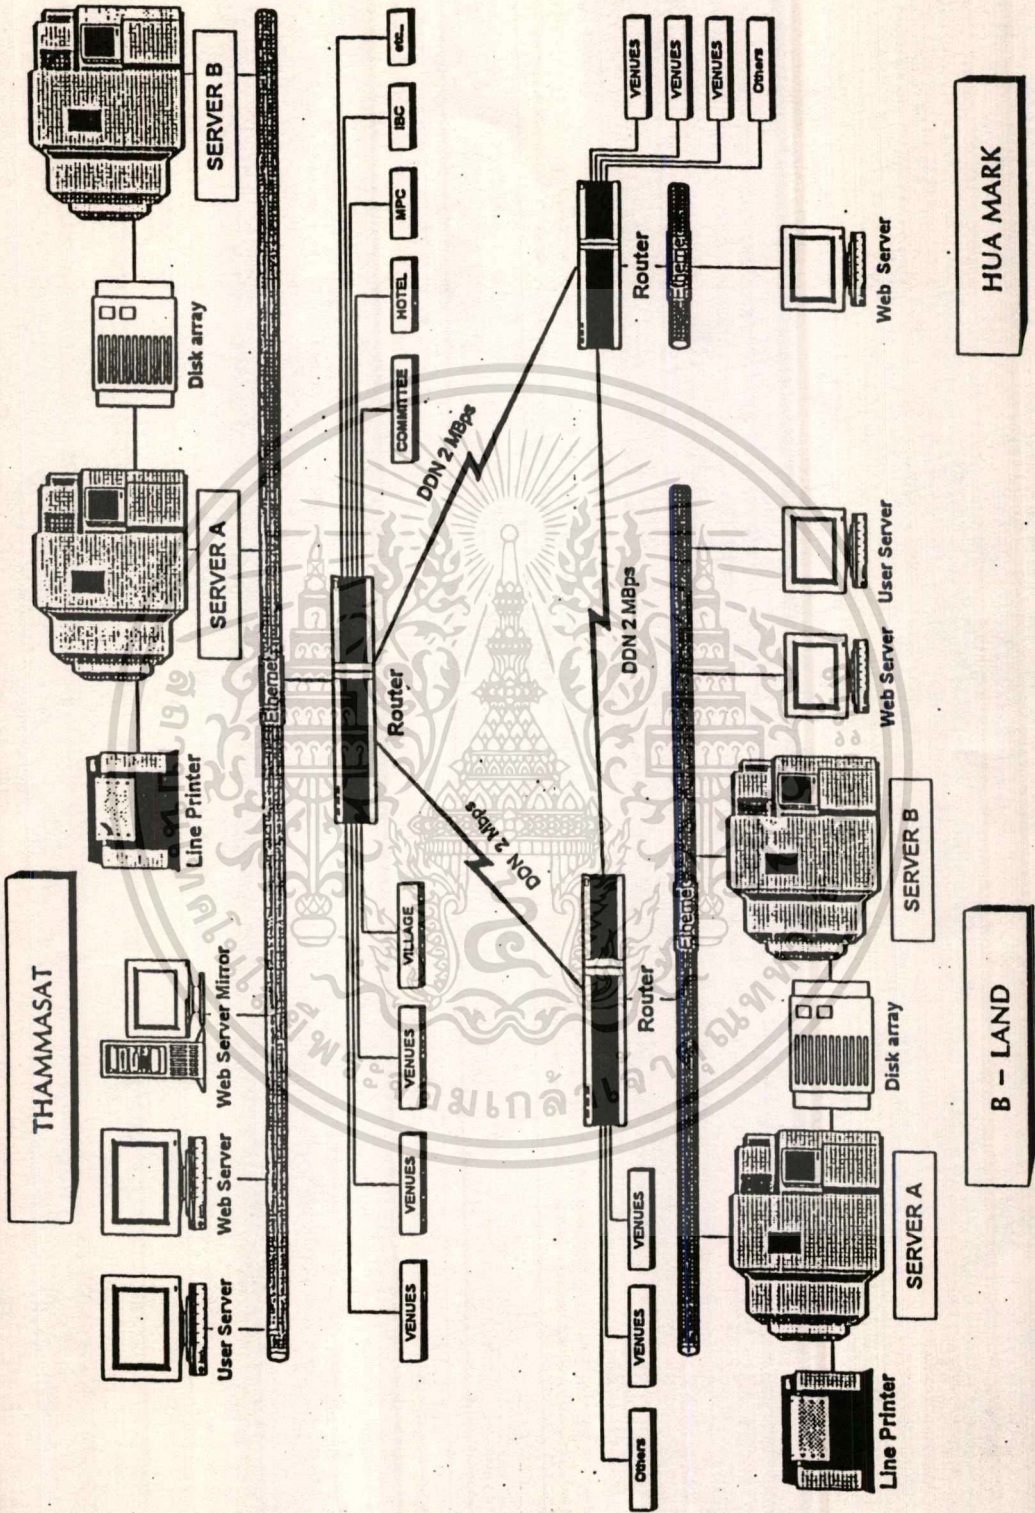 THAMMASAT
User Server
Web Server
Web Server Mirror
Line Printer
SERVER A
Disk array
SERVER B
Ethernet
VENUES
VENUES
VENUES
VILLAGE
Router
COMMITTEE
HOTEL
MPC
IBC
etc..
DDN 2 Mbps
DDN 2 MBps
DDN 2 MBps
Others
VENUES
VENUES
Router
Ethernet
Line Printer
SERVER A
Disk array
SERVER B
Web Server
User Server
B – LAND
Router
VENUES
VENUES
VENUES
Others
Ethernet
Web Server
HUA MARK